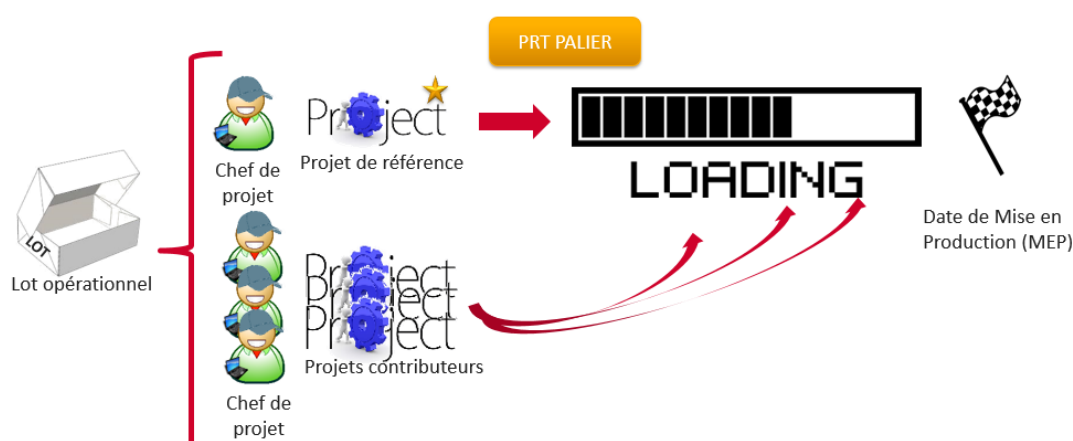 PRT PALIER
Project
Projet de référence
Chef de
projet
LOADING
Date de Mise en
Production (MEP)
LOT
Lot opérationnel
Project
Project
Project
Projets contributeurs
Chef de
projet